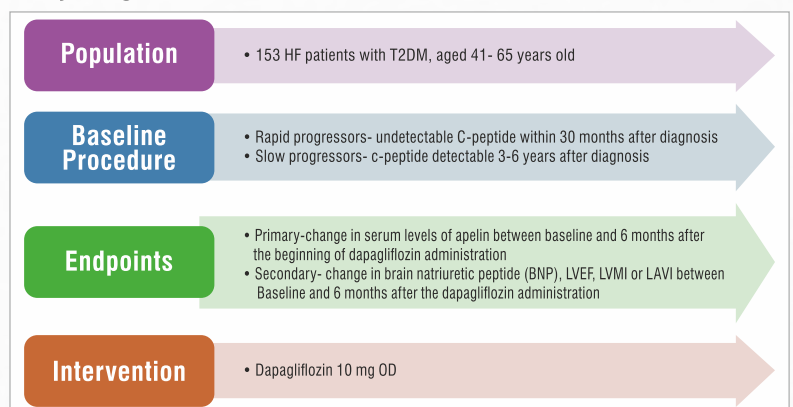 Population
• 153 HF patients with T2DM, aged 41- 65 years old
Baseline
Procedure
• Rapid progressors- undetectable C-peptide within 30 months after diagnosis
• Slow progressors- c-peptide detectable 3-6 years after diagnosis
Endpoints
• Primary-change in serum levels of apelin between baseline and 6 months after
the beginning of dapagliflozin administration
• Secondary- change in brain natriuretic peptide (BNP), LVEF, LVMI or LAVI between
Baseline and 6 months after the dapagliflozin administration
Intervention
• Dapagliflozin 10 mg OD